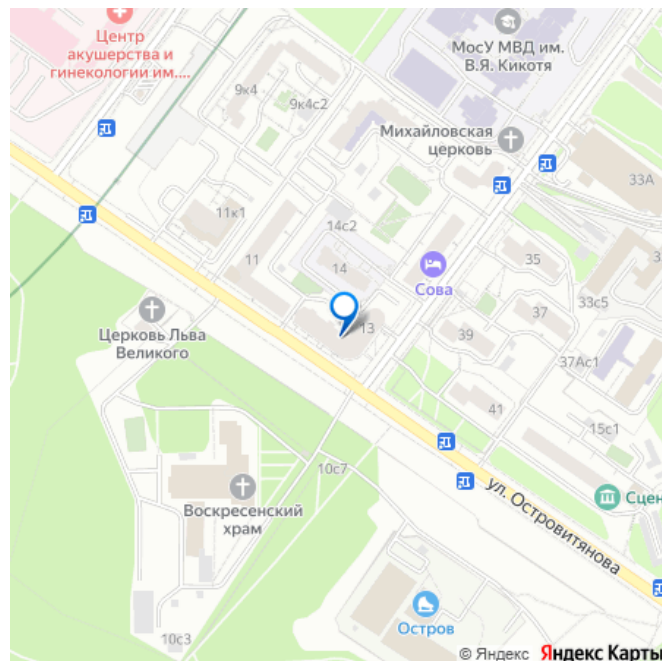 Центр
акушерства и
гинекологии им....
МосУ МВД им.
В.Я. Кикотя
9к4
9к4с2
Михайловская
церковь
33А
11к1
14с2
11
14
Сова
35
33
33с5
37
13
39
37Ас1
Церковь Льва
Великого
41
15с1
10с7
ул. Островитянова
Сцен
Воскресенский
храм
Остров
10с3
© Яндекс Яндекс Карты